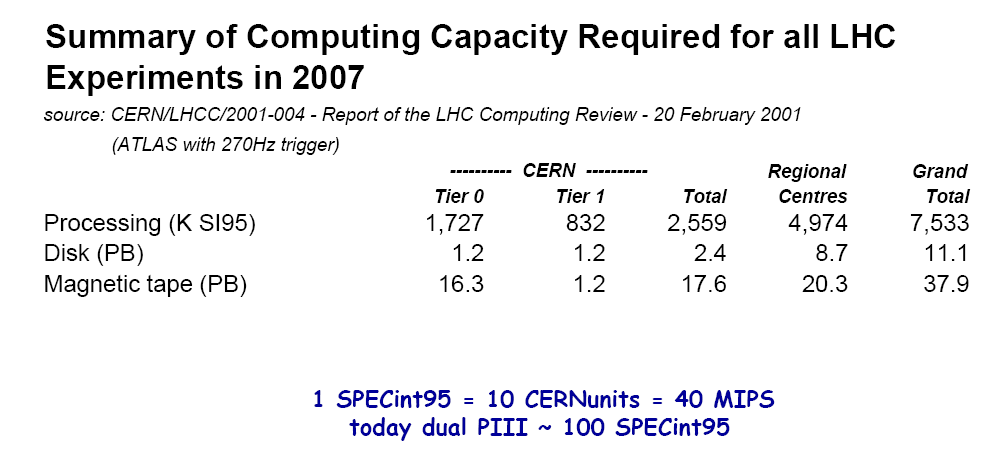 Summary of Computing Capacity Required for all LHC
Experiments in 2007
source: CERN/LHCC/2001-004 - Report of the LHC Computing Review - 20 February 2001
(ATLAS with 270Hz trigger)
---------- CERN ---------- Regional Grand
Tier 0 Tier 1 Total Centres Total
Processing (K SI95) 1,727 832 2,559 4,974 7,533
Disk (PB) 1.2 1.2 2.4 8.7 11.1
Magnetic tape (PB) 16.3 1.2 17.6 20.3 37.9
1 SPECint95 = 10 CERNunits = 40 MIPS
today dual PIII ~ 100 SPECint95